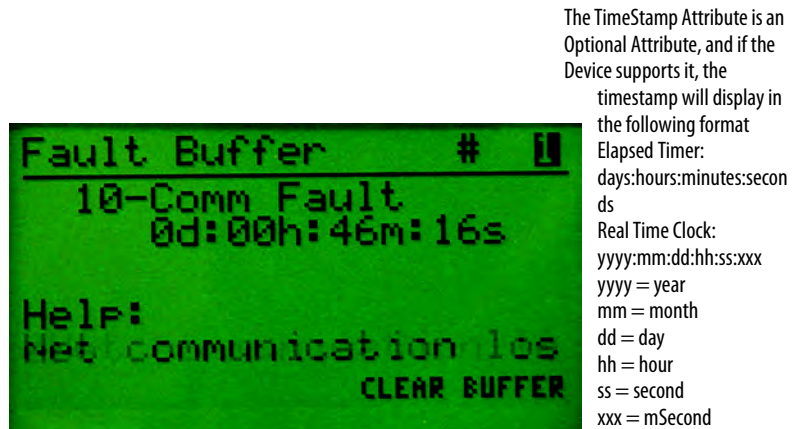 The TimeStamp Attribute is an
Optional Attribute, and if the
Device supports it, the
timestamp will display in
the following format
Elapsed Timer:
days:hours:minutes:secon
ds
Real Time Clock:
yyyy:mm:dd:hh:ss:xxx
yyyy = year
mm = month
dd = day
hh = hour
ss = second
xxx = mSecond
Fault Buffer # i
10-Comm Fault
0d:00h:46m:16s
Help:
Net communication los
CLEAR BUFFER